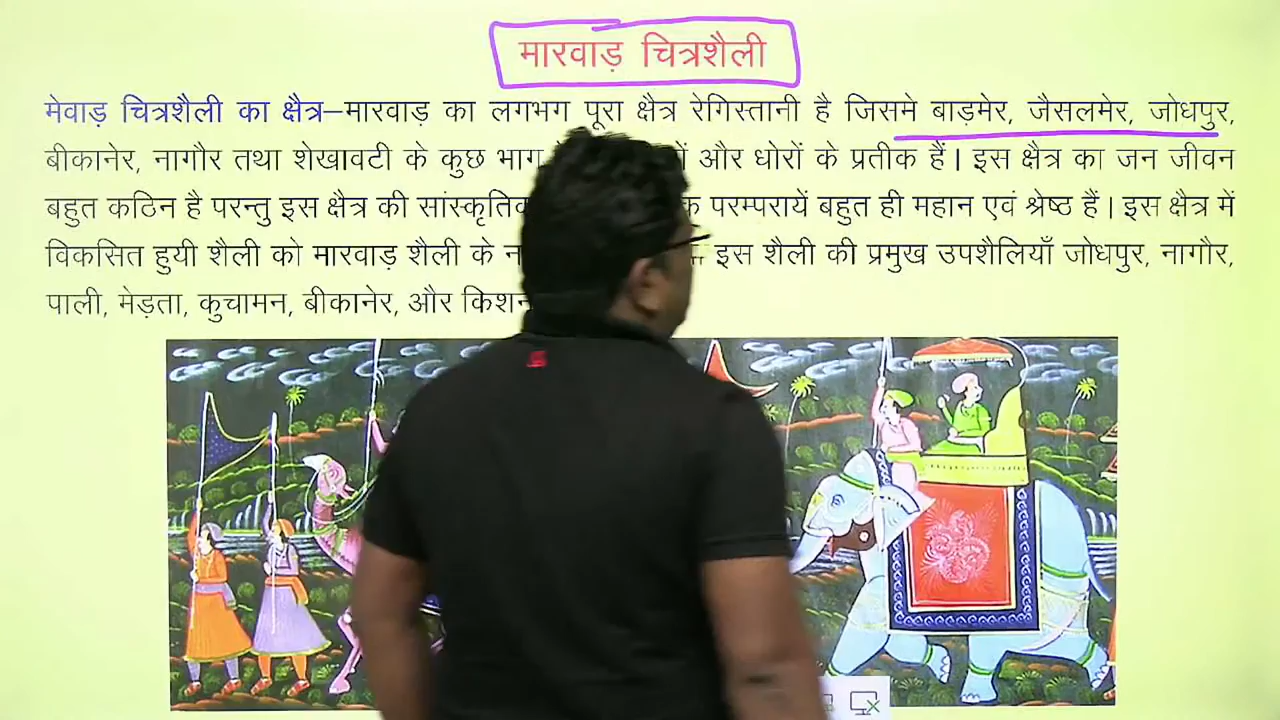 मारवाड़ चित्रशैली
मेवाड़ चित्रशैली का क्षैत्र–मारवाड़ का लगभग पूरा क्षैत्र रेगिस्तानी है जिसमे बाड़मेर, जैसलमेर, जोधपुर,
बीकानेर, नागौर तथा शेखावटी के कुछ भाग और धोरों के प्रतीक हैं। इस क्षैत्र का जन जीवन
बहुत कठिन है परन्तु इस क्षैत्र की परम्परायें बहुत ही महान एवं श्रेष्ठ हैं। इस क्षैत्र में
विकसित हुयी शैली को मारवाड़ शैली के इस शैली की प्रमुख उपशैलियाँ जोधपुर, नागौर,
पाली, मेड़ता, कुचामन, बीकानेर, और